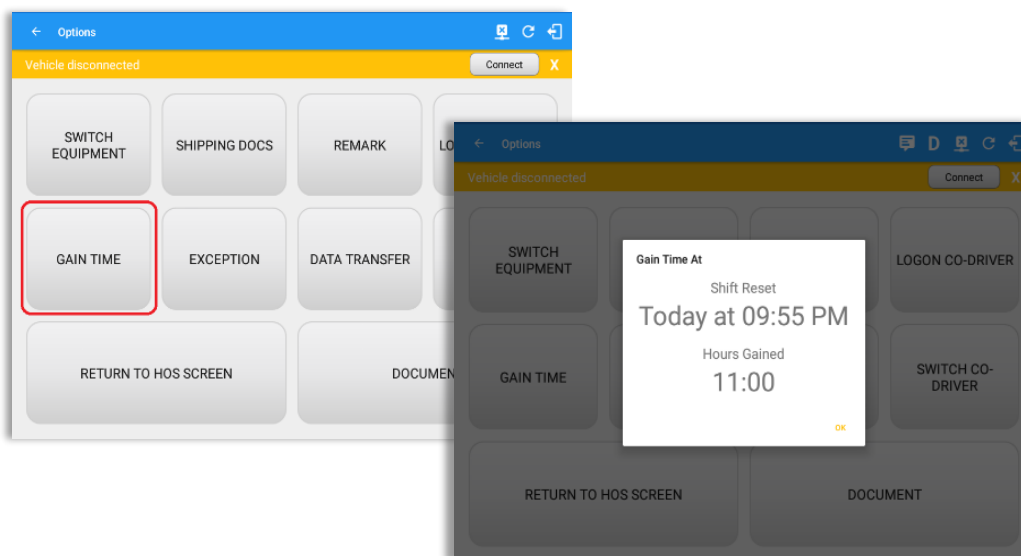 Options
Vehicle disconnected
Connect
X
SWITCH
EQUIPMENT
SHIPPING DOCS
REMARK
LO
GAIN TIME
EXCEPTION
DATA TRANSFER
RETURN TO HOS SCREEN
DOCUMEN
Options
D
Vehicle disconnected
Connect
X
SWITCH
EQUIPMENT
LOGON CO-DRIVER
GAIN TIME
SWITCH CO-
DRIVER
RETURN TO HOS SCREEN
DOCUMENT
Gain Time At
Shift Reset
Today at 09:55 PM
Hours Gained
11:00
OK